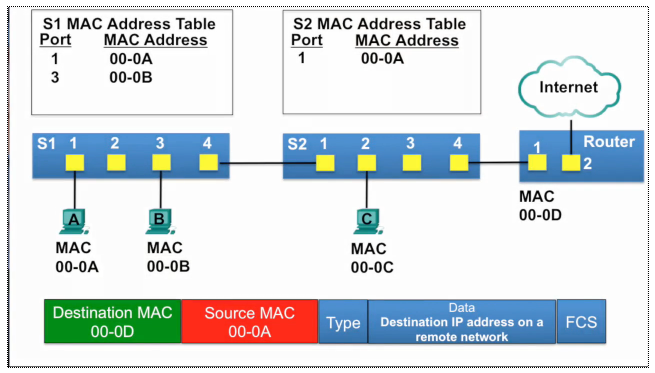 S1 MAC Address Table
Port MAC Address
1 00-0A
3 00-0B
S2 MAC Address Table
Port MAC Address
1 00-0A
Internet
S1 1 2 3 4
S2 1 2 3 4
1 Router
2
A
B
C
MAC
00-0A
MAC
00-0B
MAC
00-0C
MAC
00-0D
Destination MAC
00-0D
Source MAC
00-0A
Type
Data
Destination IP address on a
remote network
FCS